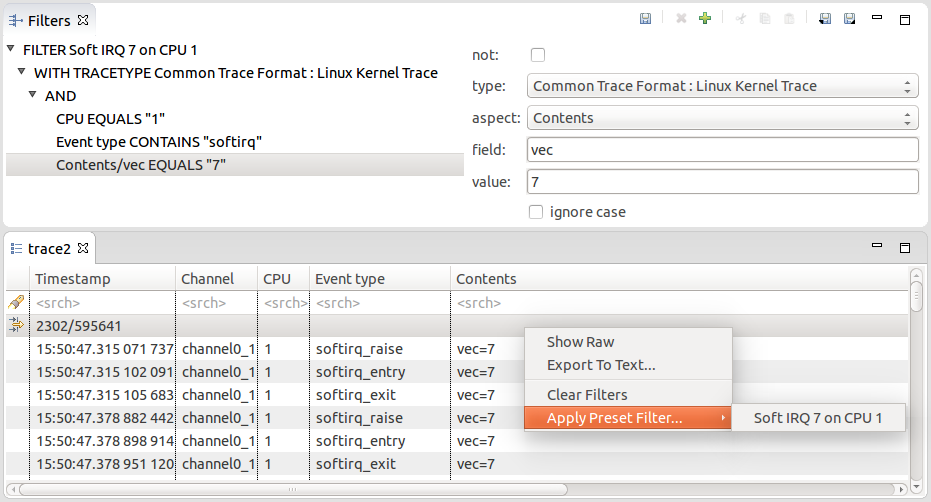 Filters
FILTER Soft IRQ 7 on CPU 1
WITH TRACETYPE Common Trace Format : Linux Kernel Trace
AND
CPU EQUALS "1"
Event type CONTAINS "softirq"
Contents/vec EQUALS "7"
not:
type: Common Trace Format : Linux Kernel Trace
aspect: Contents
field: vec
value: 7
ignore case
trace2
Timestamp Channel CPU Event type Contents
<srch> <srch> <srch> <srch> <srch>
2302/595641
15:50:47.315 071 737 channel0_1 1 softirq_raise vec=7
15:50:47.315 102 091 channel0_1 1 softirq_entry vec=7
15:50:47.315 105 683 channel0_1 1 softirq_exit vec=7
15:50:47.378 882 442 channel0_1 1 softirq_raise vec=7
15:50:47.378 898 914 channel0_1 1 softirq_entry vec=7
15:50:47.378 951 120 channel0_1 1 softirq_exit vec=7
Show Raw
Export To Text...
Clear Filters
Apply Preset Filter...
Soft IRQ 7 on CPU 1